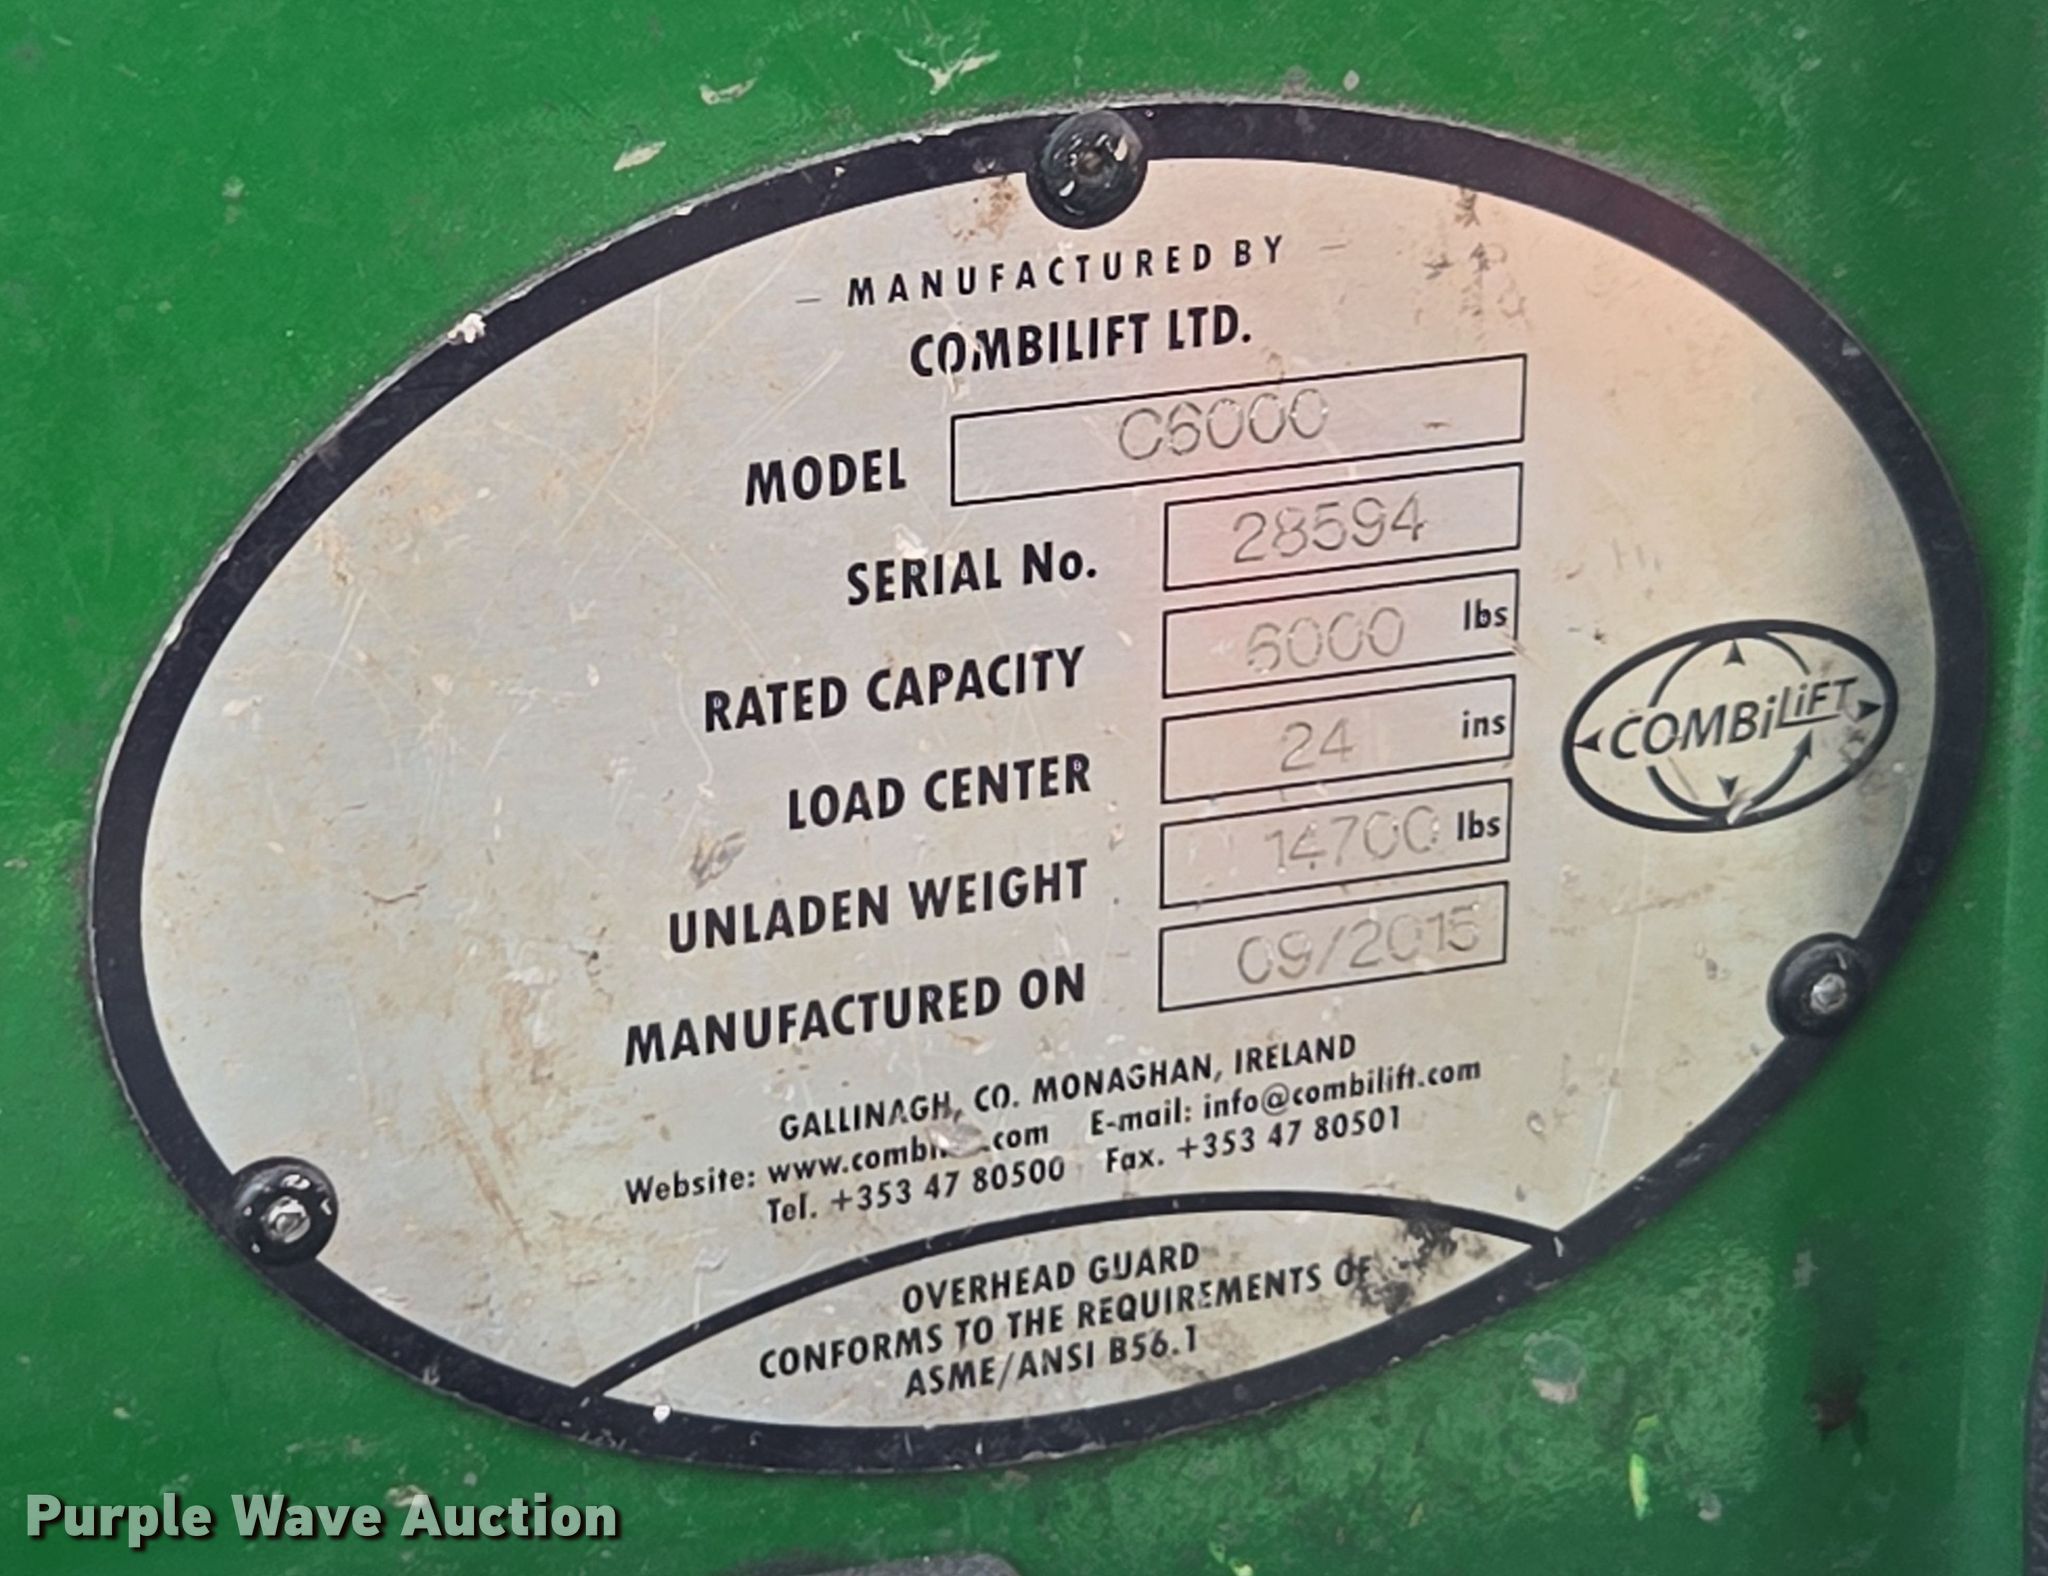 – MANUFACTURED BY –
COMBILIFT LTD.
MODEL C6000
SERIAL No. 28594
RATED CAPACITY 6000 lbs
LOAD CENTER 24 ins
UNLADEN WEIGHT 14700 lbs
MANUFACTURED ON 09/2015
COMBiLiFT
GALLINAGH, CO. MONAGHAN, IRELAND
Website: E-mail: info@combilift.com
Tel. +353 47 80500 Fax. +353 47 80501
OVERHEAD GUARD
CONFORMS TO THE REQUIREMENTS OF
ASME/ANSI B56.1
Purple Wave Auction